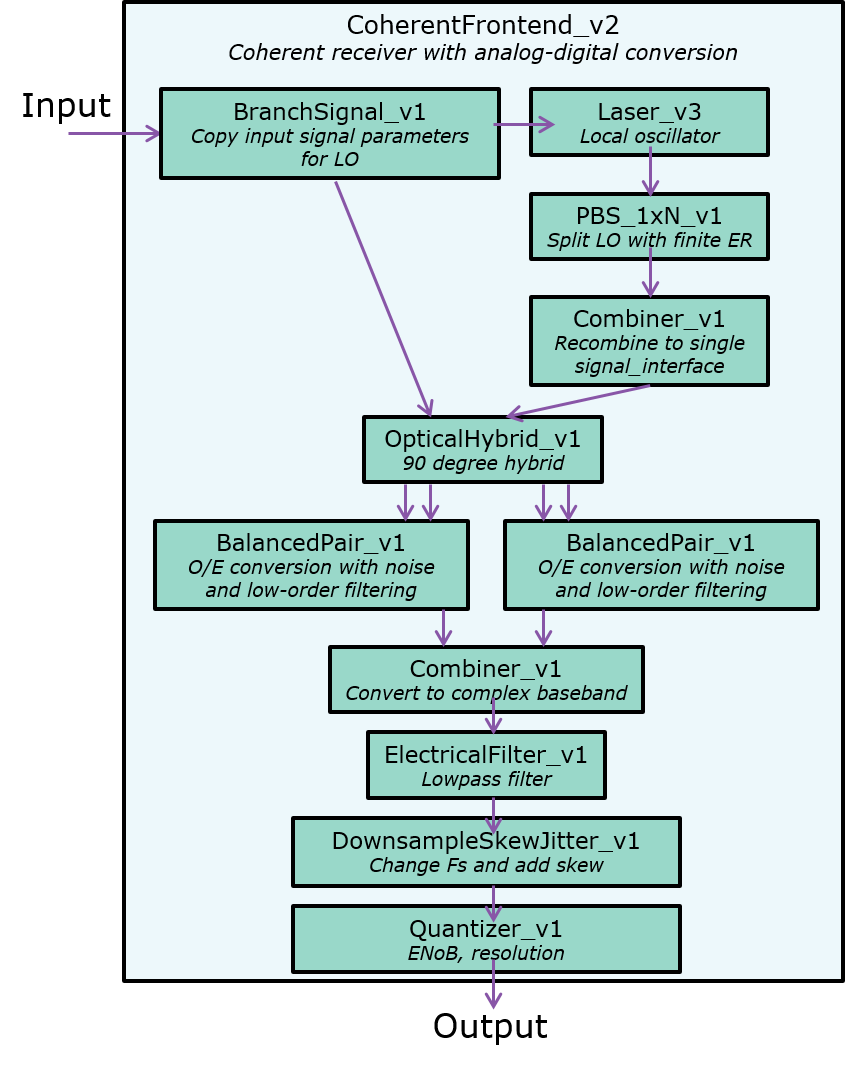 CoherentFrontend_v2
Coherent receiver with analog-digital conversion
Input
BranchSignal_v1
Copy input signal parameters
for LO
Laser_v3
Local oscillator
PBS_1xN_v1
Split LO with finite ER
Combiner_v1
Recombine to single
signal_interface
OpticalHybrid_v1
90 degree hybrid
BalancedPair_v1
O/E conversion with noise
and low-order filtering
BalancedPair_v1
O/E conversion with noise
and low-order filtering
Combiner_v1
Convert to complex baseband
ElectricalFilter_v1
Lowpass filter
DownsampleSkewJitter_v1
Change Fs and add skew
Quantizer_v1
ENoB, resolution
Output